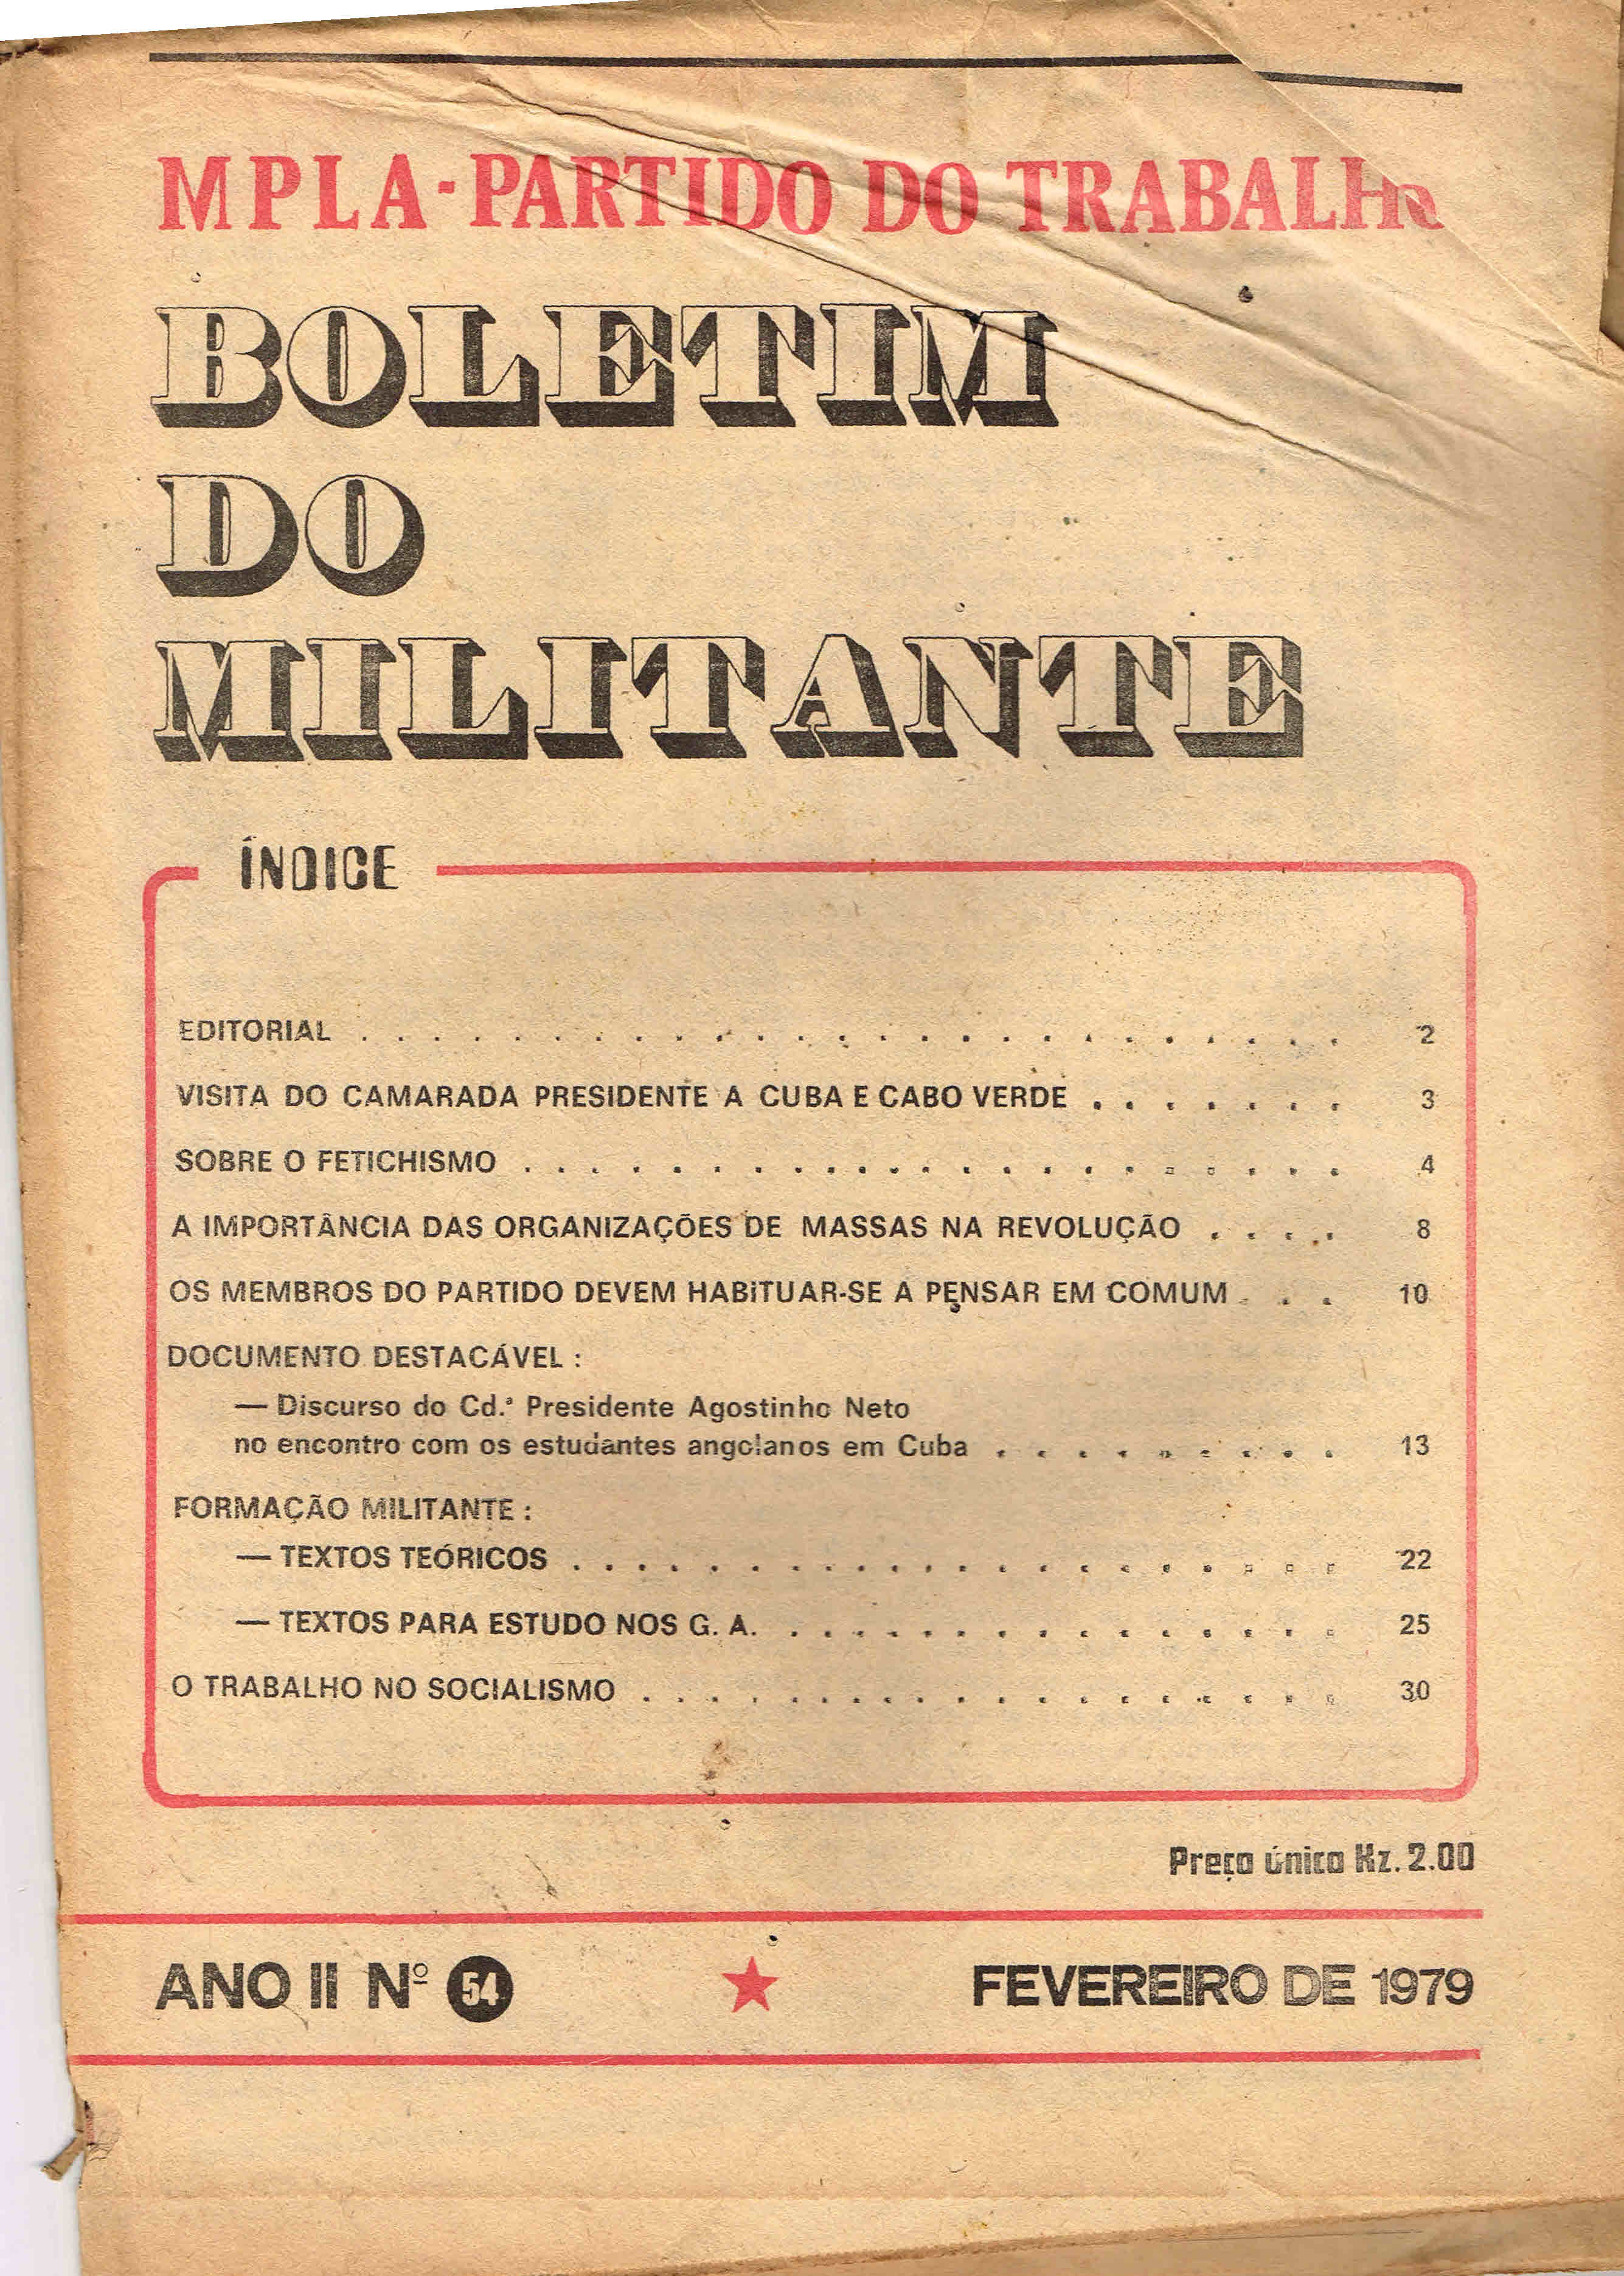 MPLA-PARTIDO DO TRABALHO
BOLETIM
DO
MILITANTE
ÍNDICE
EDITORIAL . . . . . . . . . . . . . . . . . . . . . . . . . . 2
VISITA DO CAMARADA PRESIDENTE A CUBA E CABO VERDE . . . . . . . 3
SOBRE O FETICHISMO . . . . . . . . . . . . . . . . . . . . . 4
A IMPORTÂNCIA DAS ORGANIZAÇÕES DE MASSAS NA REVOLUÇÃO . . . . 8
OS MEMBROS DO PARTIDO DEVEM HABITUAR-SE A PENSAR EM COMUM . . . 10
DOCUMENTO DESTACÁVEL :
— Discurso do Cd.ª Presidente Agostinho Neto
no encontro com os estudantes angolanos em Cuba . . . . . . . . . 13
FORMAÇÃO MILITANTE :
— TEXTOS TEÓRICOS . . . . . . . . . . . . . . . . . . . . 22
— TEXTOS PARA ESTUDO NOS G. A. . . . . . . . . . . . . . . . 25
O TRABALHO NO SOCIALISMO . . . . . . . . . . . . . . . . . . 30
Preço único Kz. 2.00
ANO II Nº 54 ★ FEVEREIRO DE 1979